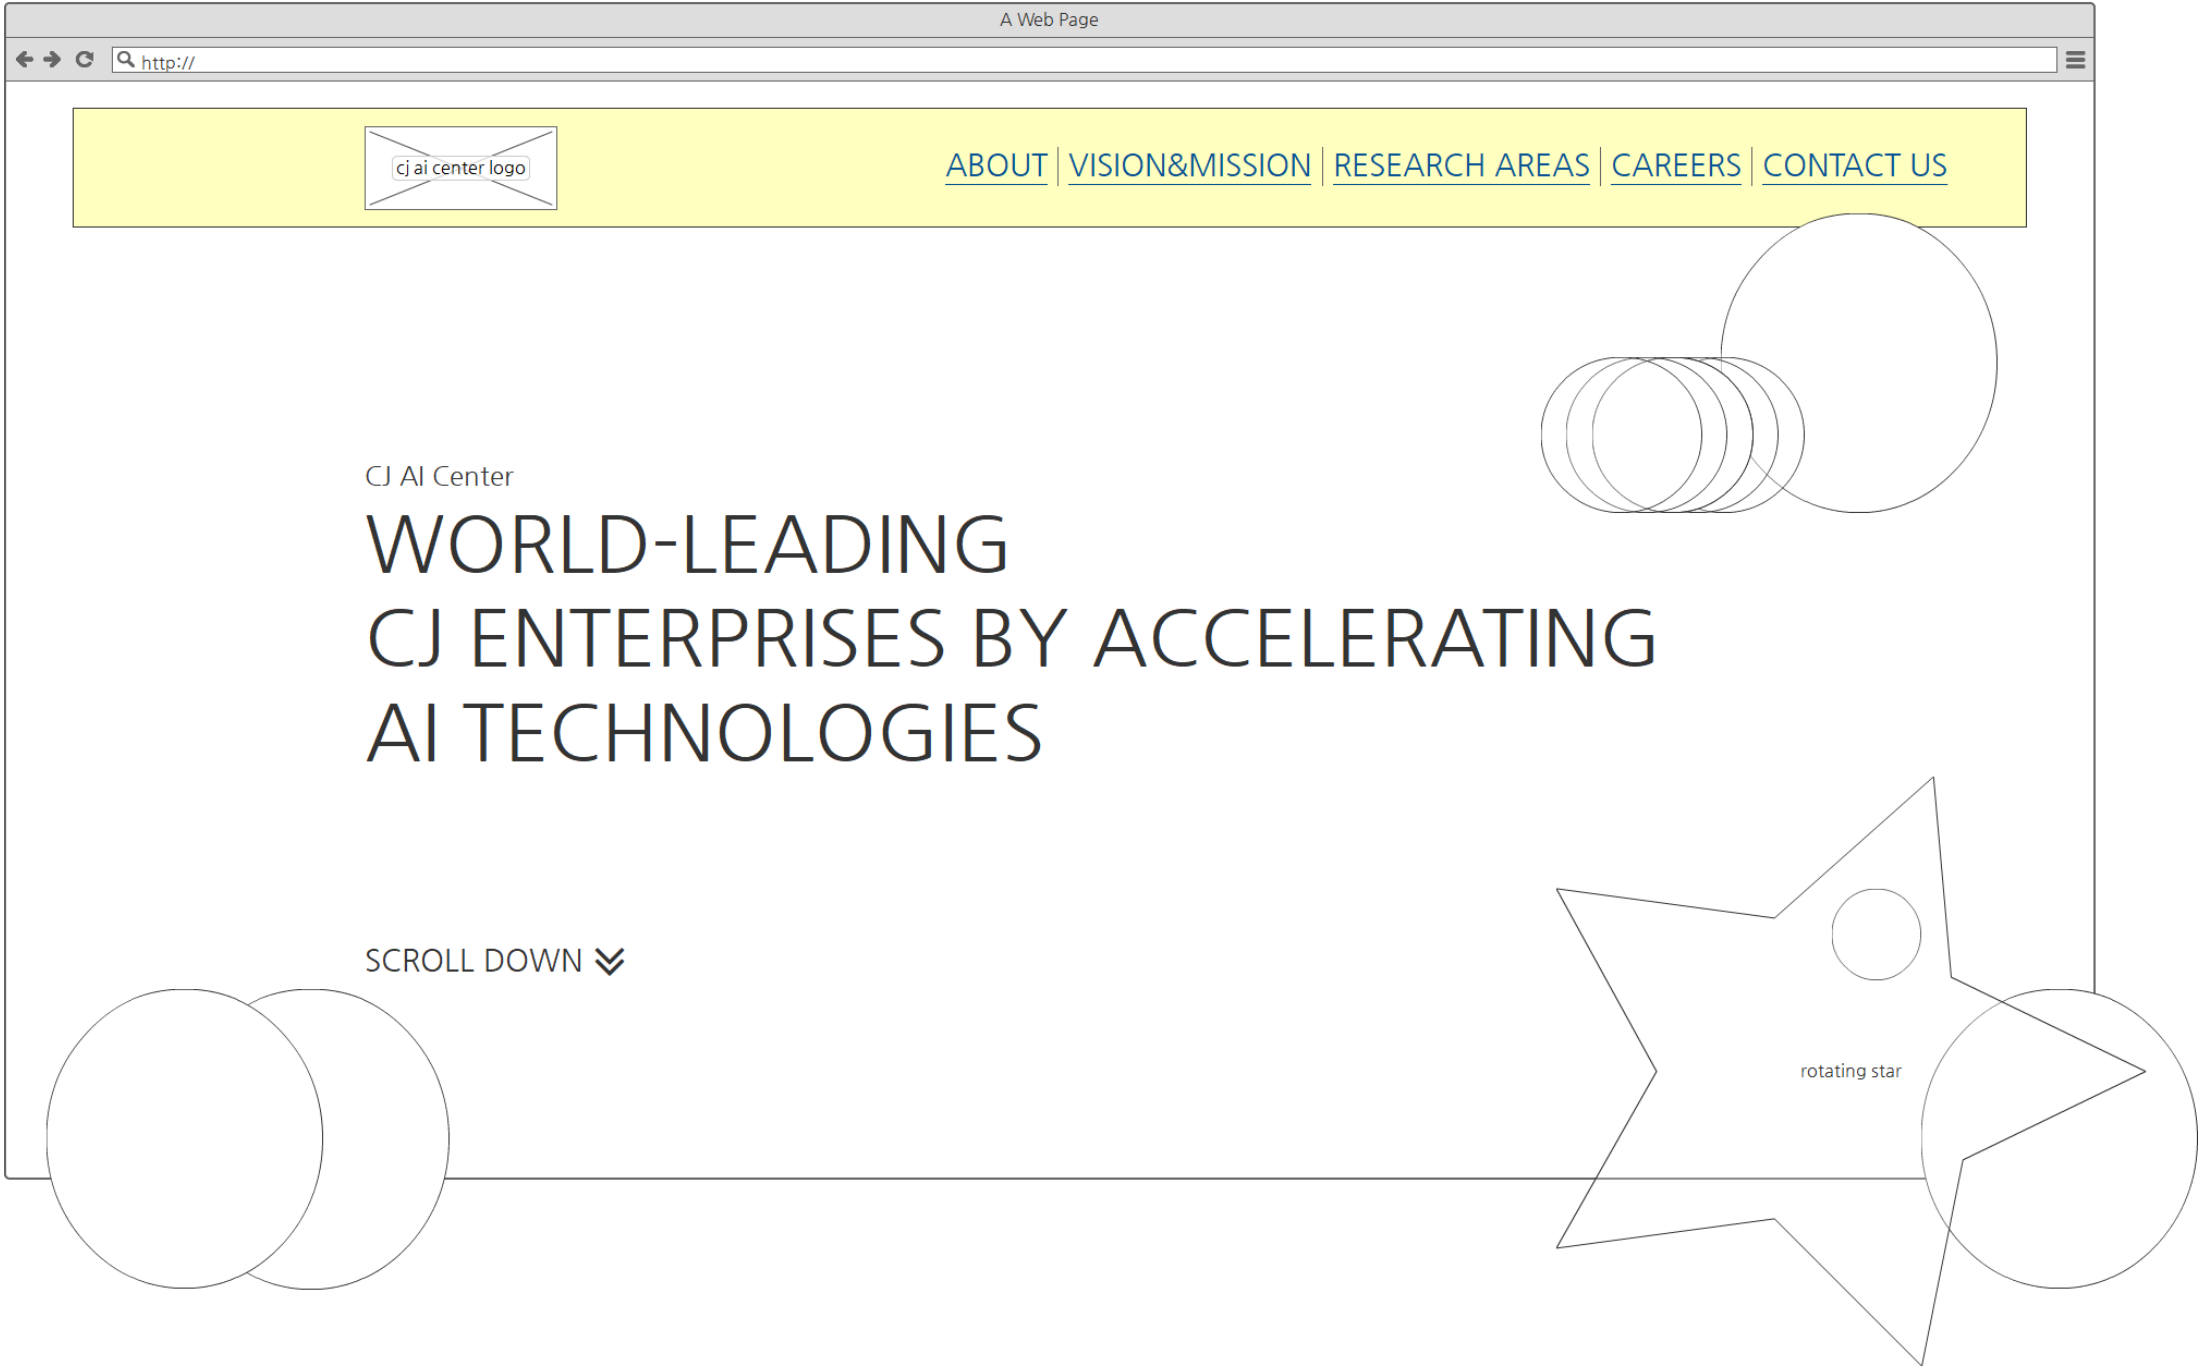 A Web Page
http://
cj ai center logo
ABOUT VISION&MISSION RESEARCH AREAS CAREERS CONTACT US
CJ AI Center
WORLD-LEADING
CJ ENTERPRISES BY ACCELERATING
AI TECHNOLOGIES
SCROLL DOWN
rotating star